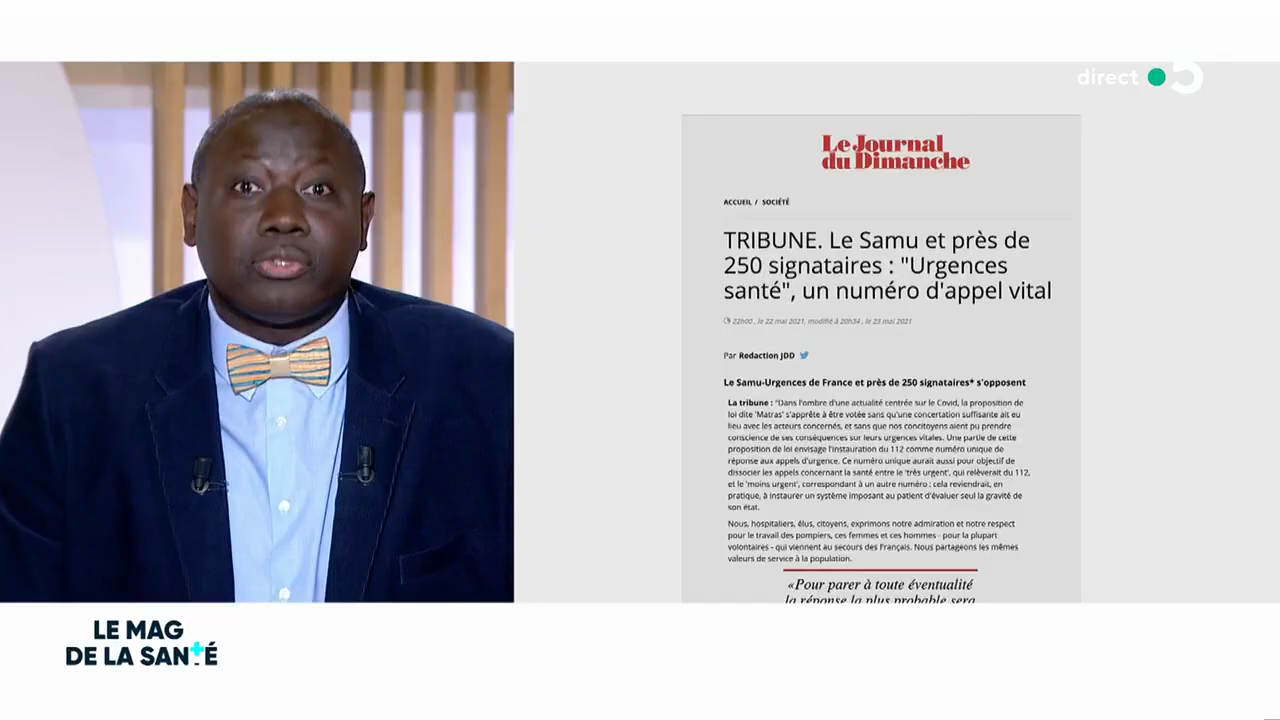 direct 5
Le Journal
du Dimanche
ACCUEIL / SOCIÉTÉ
TRIBUNE. Le Samu et près de
250 signataires : "Urgences
santé", un numéro d'appel vital
22h00 , le 22 mai 2021, modifié à 20h34 , le 23 mai 2021
Par Redaction JDD
Le Samu-Urgences de France et près de 250 signataires* s'opposent
La tribune : "Dans l'ombre d'une actualité centrée sur le Covid, la proposition de
loi dite 'Matras' s'apprête à être votée sans qu'une concertation suffisante ait eu
lieu avec les acteurs concernés, et sans que nos concitoyens aient pu prendre
conscience de ses conséquences sur leurs urgences vitales. Une partie de cette
proposition de loi envisage l'instauration du 112 comme numéro unique de
réponse aux appels d'urgence. Ce numéro unique aurait aussi pour objectif de
dissocier les appels concernant la santé entre le 'très urgent', qui relèverait du 112,
et le 'moins urgent', correspondant à un autre numéro : cela reviendrait, en
pratique, à instaurer un système imposant au patient d'évaluer seul la gravité de
son état.
Nous, hospitaliers, élus, citoyens, exprimons notre admiration et notre respect
pour le travail des pompiers, ces femmes et ces hommes - pour la plupart
volontaires - qui viennent au secours des Français. Nous partageons les mêmes
valeurs de service à la population.
«Pour parer à toute éventualité
la réponse la plus probable sera
LE MAG
DE LA SANTÉ